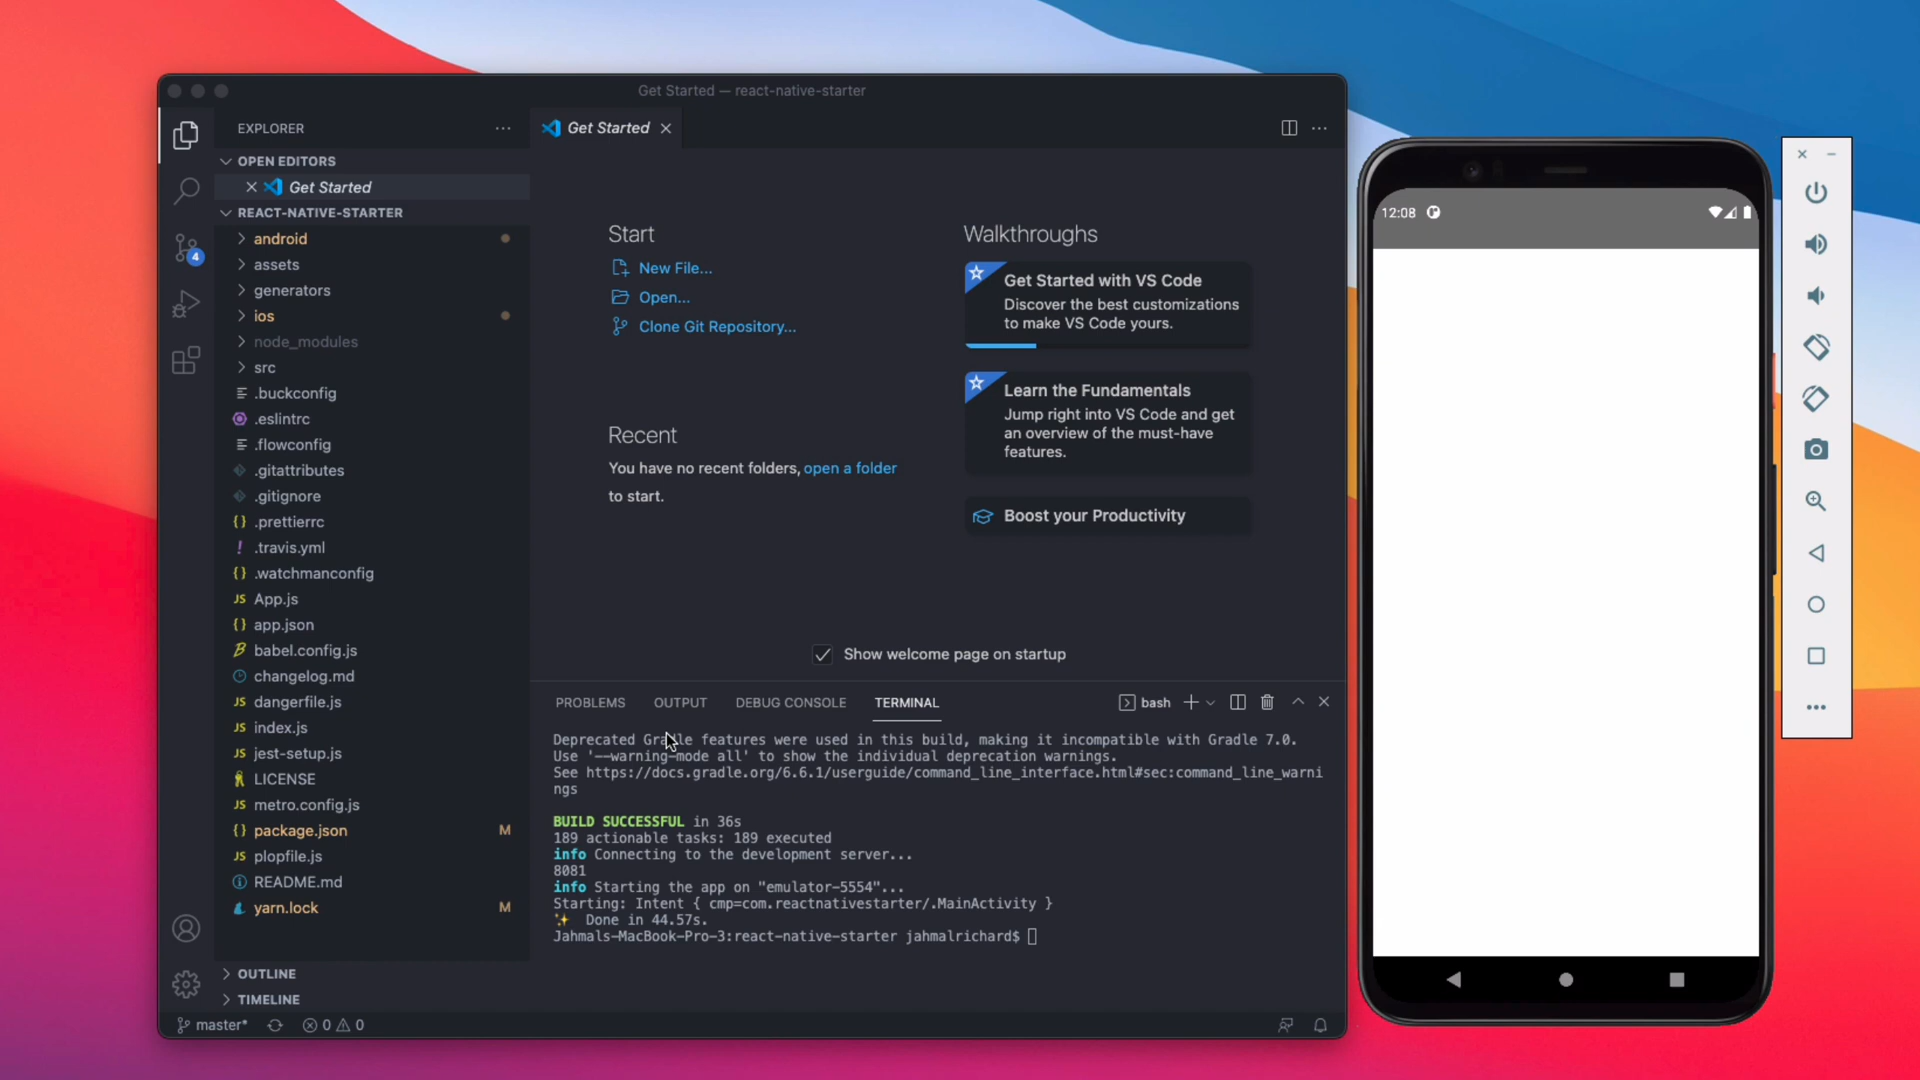 Get Started — react-native-starter
EXPLORER
Get Started
OPEN EDITORS
Get Started
REACT-NATIVE-STARTER
android
assets
generators
ios
node_modules
src
.buckconfig
.eslintrc
.flowconfig
.gitattributes
.gitignore
.prettierrc
.travis.yml
.watchmanconfig
JS App.js
{} app.json
babel.config.js
changelog.md
JS dangerfile.js
JS index.js
JS jest-setup.js
LICENSE
JS metro.config.js
{} package.json M
JS plopfile.js
README.md
yarn.lock M
OUTLINE
TIMELINE
4
Start
New File...
Open...
Clone Git Repository...
Recent
You have no recent folders, open a folder
to start.
Walkthroughs
Get Started with VS Code
Discover the best customizations
to make VS Code yours.
Learn the Fundamentals
Jump right into VS Code and get
an overview of the must-have
features.
Boost your Productivity
Show welcome page on startup
PROBLEMS OUTPUT DEBUG CONSOLE TERMINAL bash
Deprecated Gradle features were used in this build, making it incompatible with Gradle 7.0.
Use '--warning-mode all' to show the individual deprecation warnings.
See https://docs.gradle.org/6.6.1/userguide/command_line_interface.html#sec:command_line_warni
ngs
BUILD SUCCESSFUL in 36s
189 actionable tasks: 189 executed
info Connecting to the development server...
8081
info Starting the app on "emulator-5554"...
Starting: Intent { cmp=com.reactnativestarter/.MainActivity }
✨ Done in 44.57s.
Jahmals-MacBook-Pro-3:react-native-starter jahmalrichard$
master* 0 0
12:08